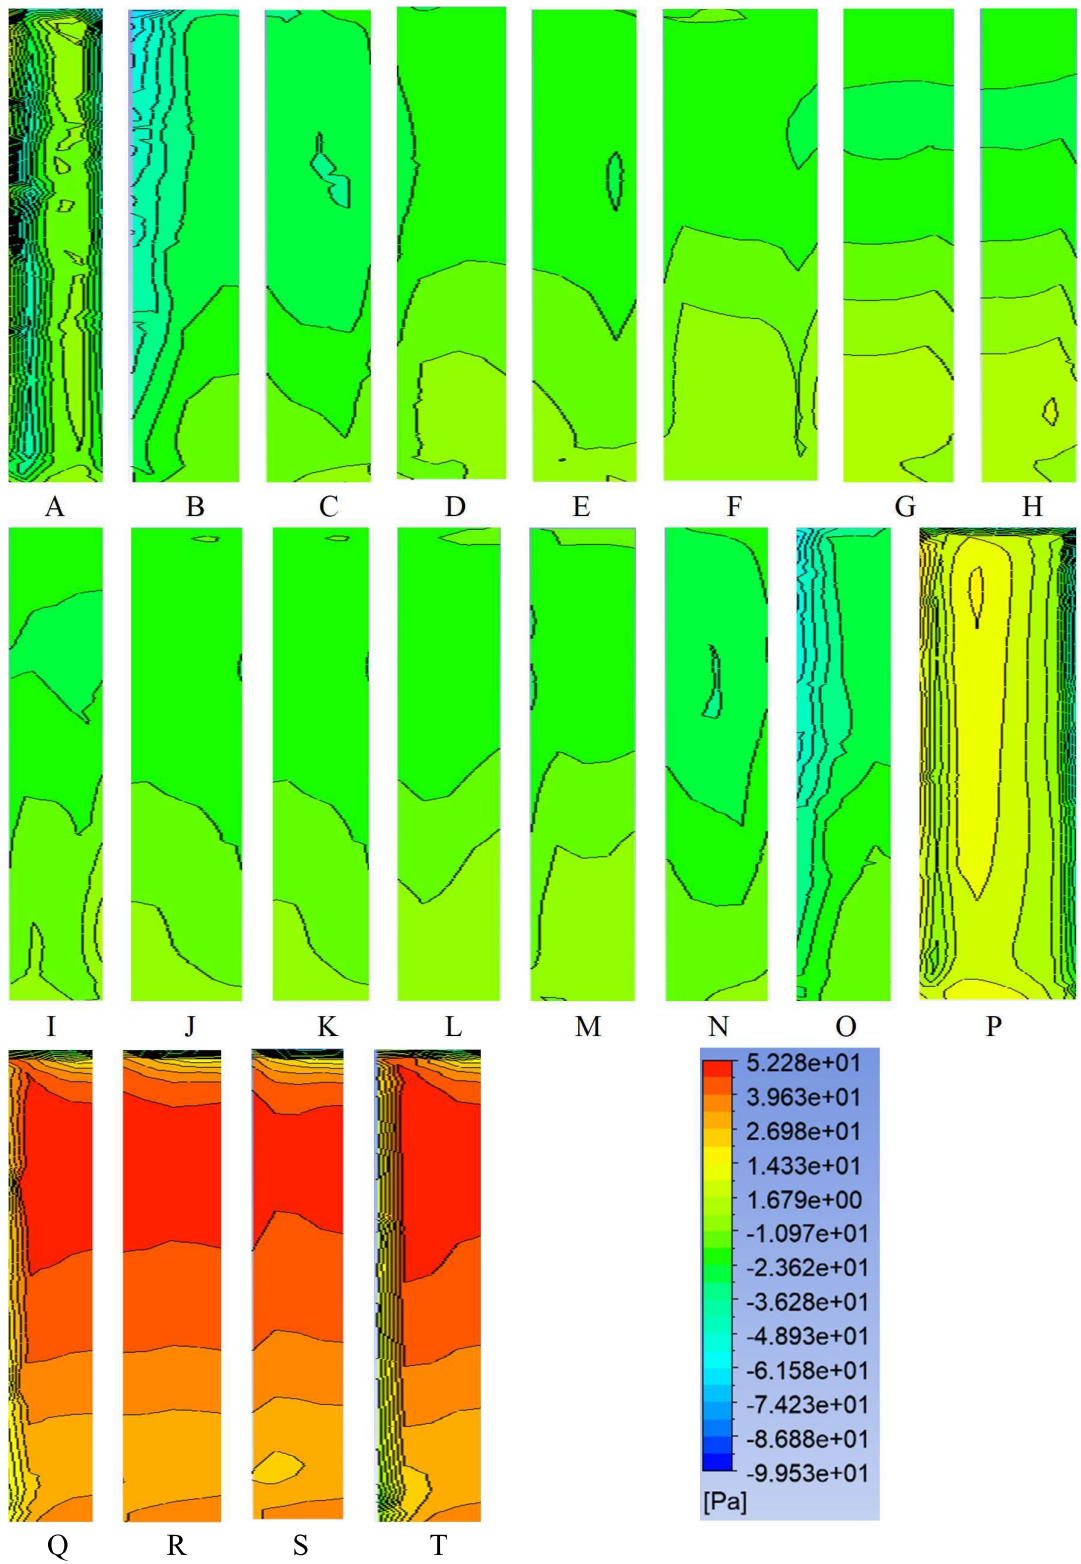 A B C D E F G H
I J K L M N O P
5.228e+01
3.963e+01
2.698e+01
1.433e+01
1.679e+00
-1.097e+01
-2.362e+01
-3.628e+01
-4.893e+01
-6.158e+01
-7.423e+01
-8.688e+01
-9.953e+01
[Pa]
Q R S T